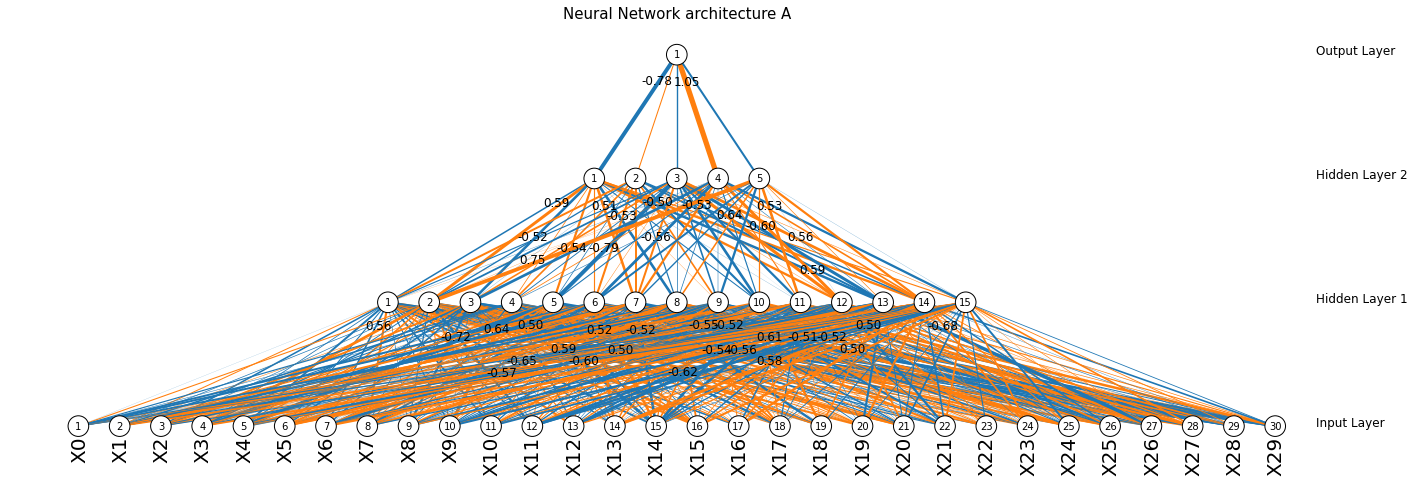 Neural Network architecture A
1 Output Layer
-0.78 1.05
1 2 3 4 5 Hidden Layer 2
0.59 0.51 -0.53 -0.50 -0.53 0.64 0.53
-0.60
-0.52 -0.54 -0.79 -0.56 0.56
0.75 0.59
1 2 3 4 5 6 7 8 9 10 11 12 13 14 15 Hidden Layer 1
0.56 -0.72 0.64 0.50 0.52 -0.52 -0.55 0.52 0.61 -0.51 -0.52 0.50 -0.68
-0.65 0.59 -0.60 0.50 -0.54 0.56 0.58 0.50
-0.57 -0.62
1 2 3 4 5 6 7 8 9 10 11 12 13 14 15 16 17 18 19 20 21 22 23 24 25 26 27 28 29 30 Input Layer
X0 X1 X2 X3 X4 X5 X6 X7 X8 X9 X10 X11 X12 X13 X14 X15 X16 X17 X18 X19 X20 X21 X22 X23 X24 X25 X26 X27 X28 X29